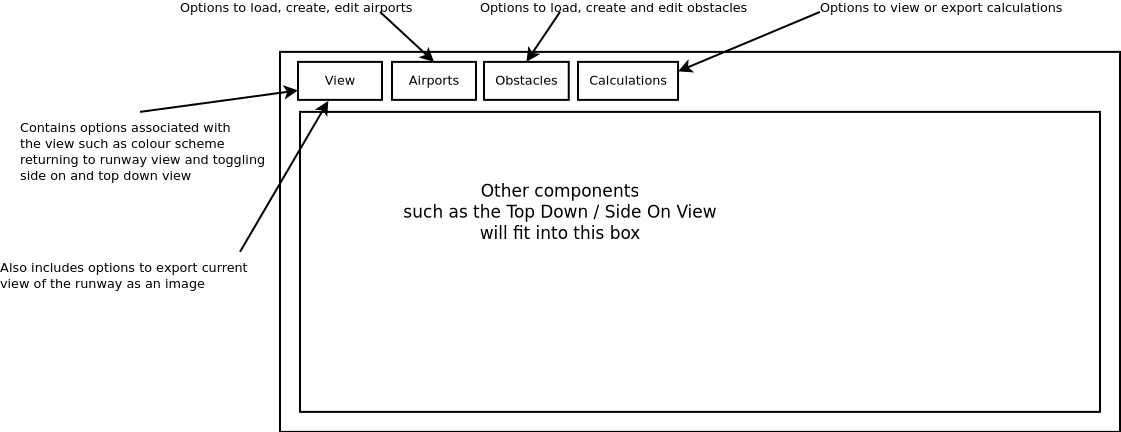 Options to load, create, edit airports
Options to load, create and edit obstacles
Options to view or export calculations
View
Airports
Obstacles
Calculations
Contains options associated with
the view such as colour scheme
returning to runway view and toggling
side on and top down view
Other components
such as the Top Down / Side On View
will fit into this box
Also includes options to export current
view of the runway as an image